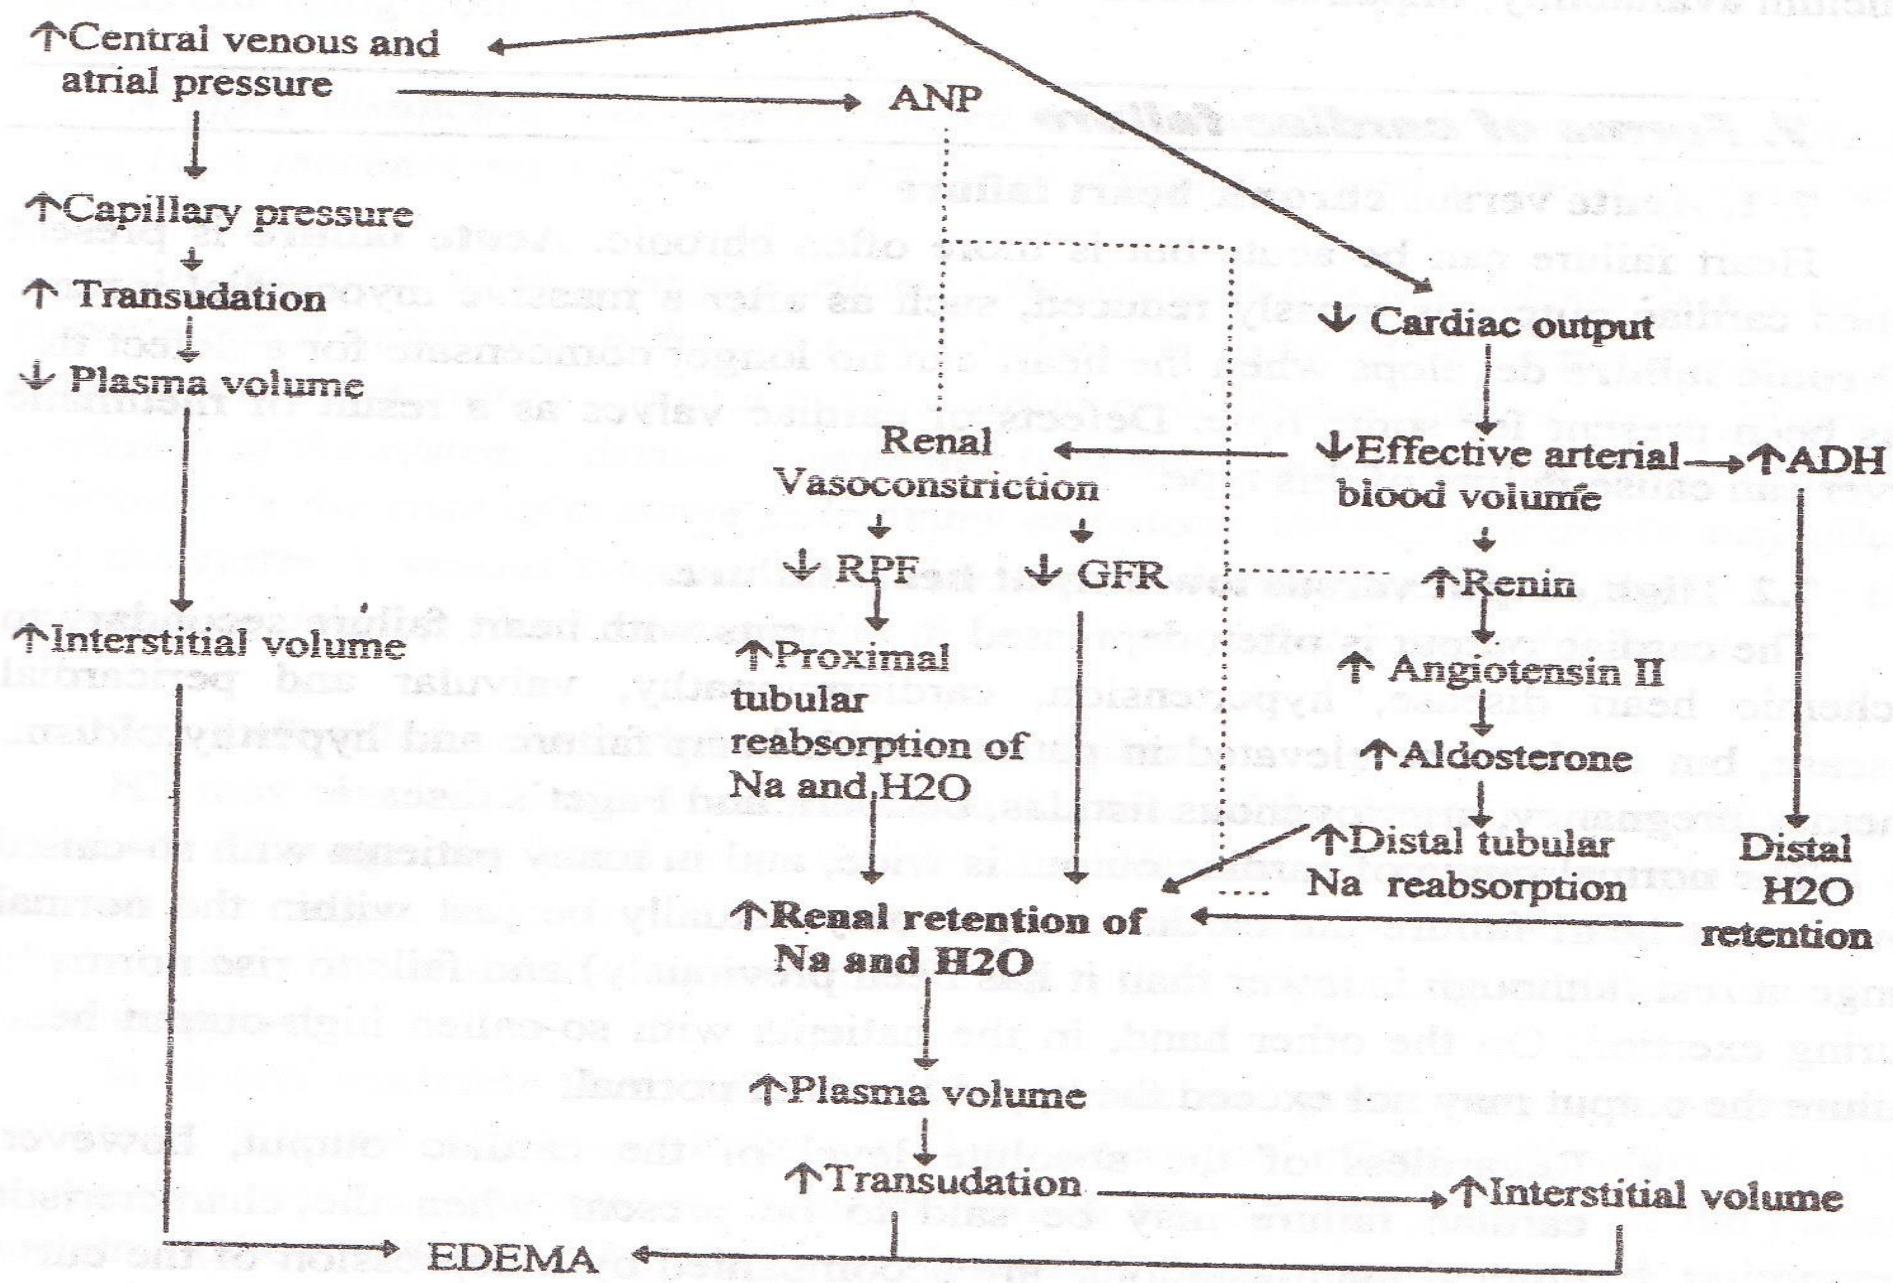 ↑Central venous and
atrial pressure
ANP
↑Capillary pressure
↑ Transudation
↓ Plasma volume
↑Interstitial volume
↓ Cardiac output
↓Effective arterial
blood volume
↑ADH
Renal
Vasoconstriction
↓ RPF
↓ GFR
↑Renin
↑Proximal
tubular
reabsorption of
Na and H2O
↑ Angiotensin II
↑Aldosterone
↑Distal tubular
Na reabsorption
Distal
H2O
retention
↑Renal retention of
Na and H2O
↑Plasma volume
↑Transudation
↑Interstitial volume
EDEMA